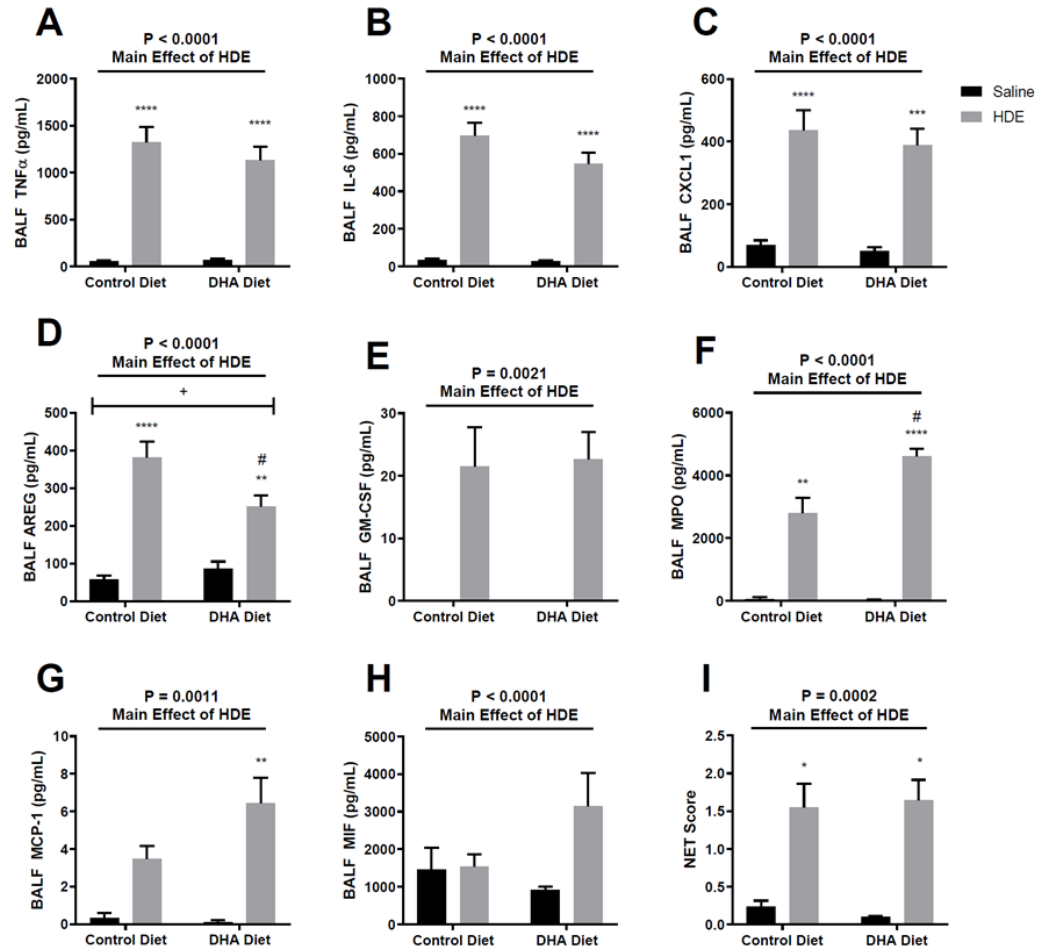 A
P < 0.0001
Main Effect of HDE
2000
1500
1000
500
0
BALF TNFα (pg/mL)
****
****
Control Diet
DHA Diet
B
P < 0.0001
Main Effect of HDE
1000
800
600
400
200
0
BALF IL-6 (pg/mL)
****
****
Control Diet
DHA Diet
C
P < 0.0001
Main Effect of HDE
600
400
200
0
BALF CXCL1 (pg/mL)
****
***
Control Diet
DHA Diet
Saline
HDE
D
P < 0.0001
Main Effect of HDE
+
500
400
300
200
100
0
BALF AREG (pg/mL)
****
#
**
Control Diet
DHA Diet
E
P = 0.0021
Main Effect of HDE
30
20
10
0
BALF GM-CSF (pg/mL)
Control Diet
DHA Diet
F
P < 0.0001
Main Effect of HDE
6000
4000
2000
0
BALF MPO (pg/mL)
**
#
****
Control Diet
DHA Diet
G
P = 0.0011
Main Effect of HDE
10
8
6
4
2
0
BALF MCP-1 (pg/mL)
**
Control Diet
DHA Diet
H
P < 0.0001
Main Effect of HDE
5000
4000
3000
2000
1000
0
BALF MIF (pg/mL)
Control Diet
DHA Diet
I
P = 0.0002
Main Effect of HDE
2.5
2.0
1.5
1.0
0.5
0.0
NET Score
*
*
Control Diet
DHA Diet